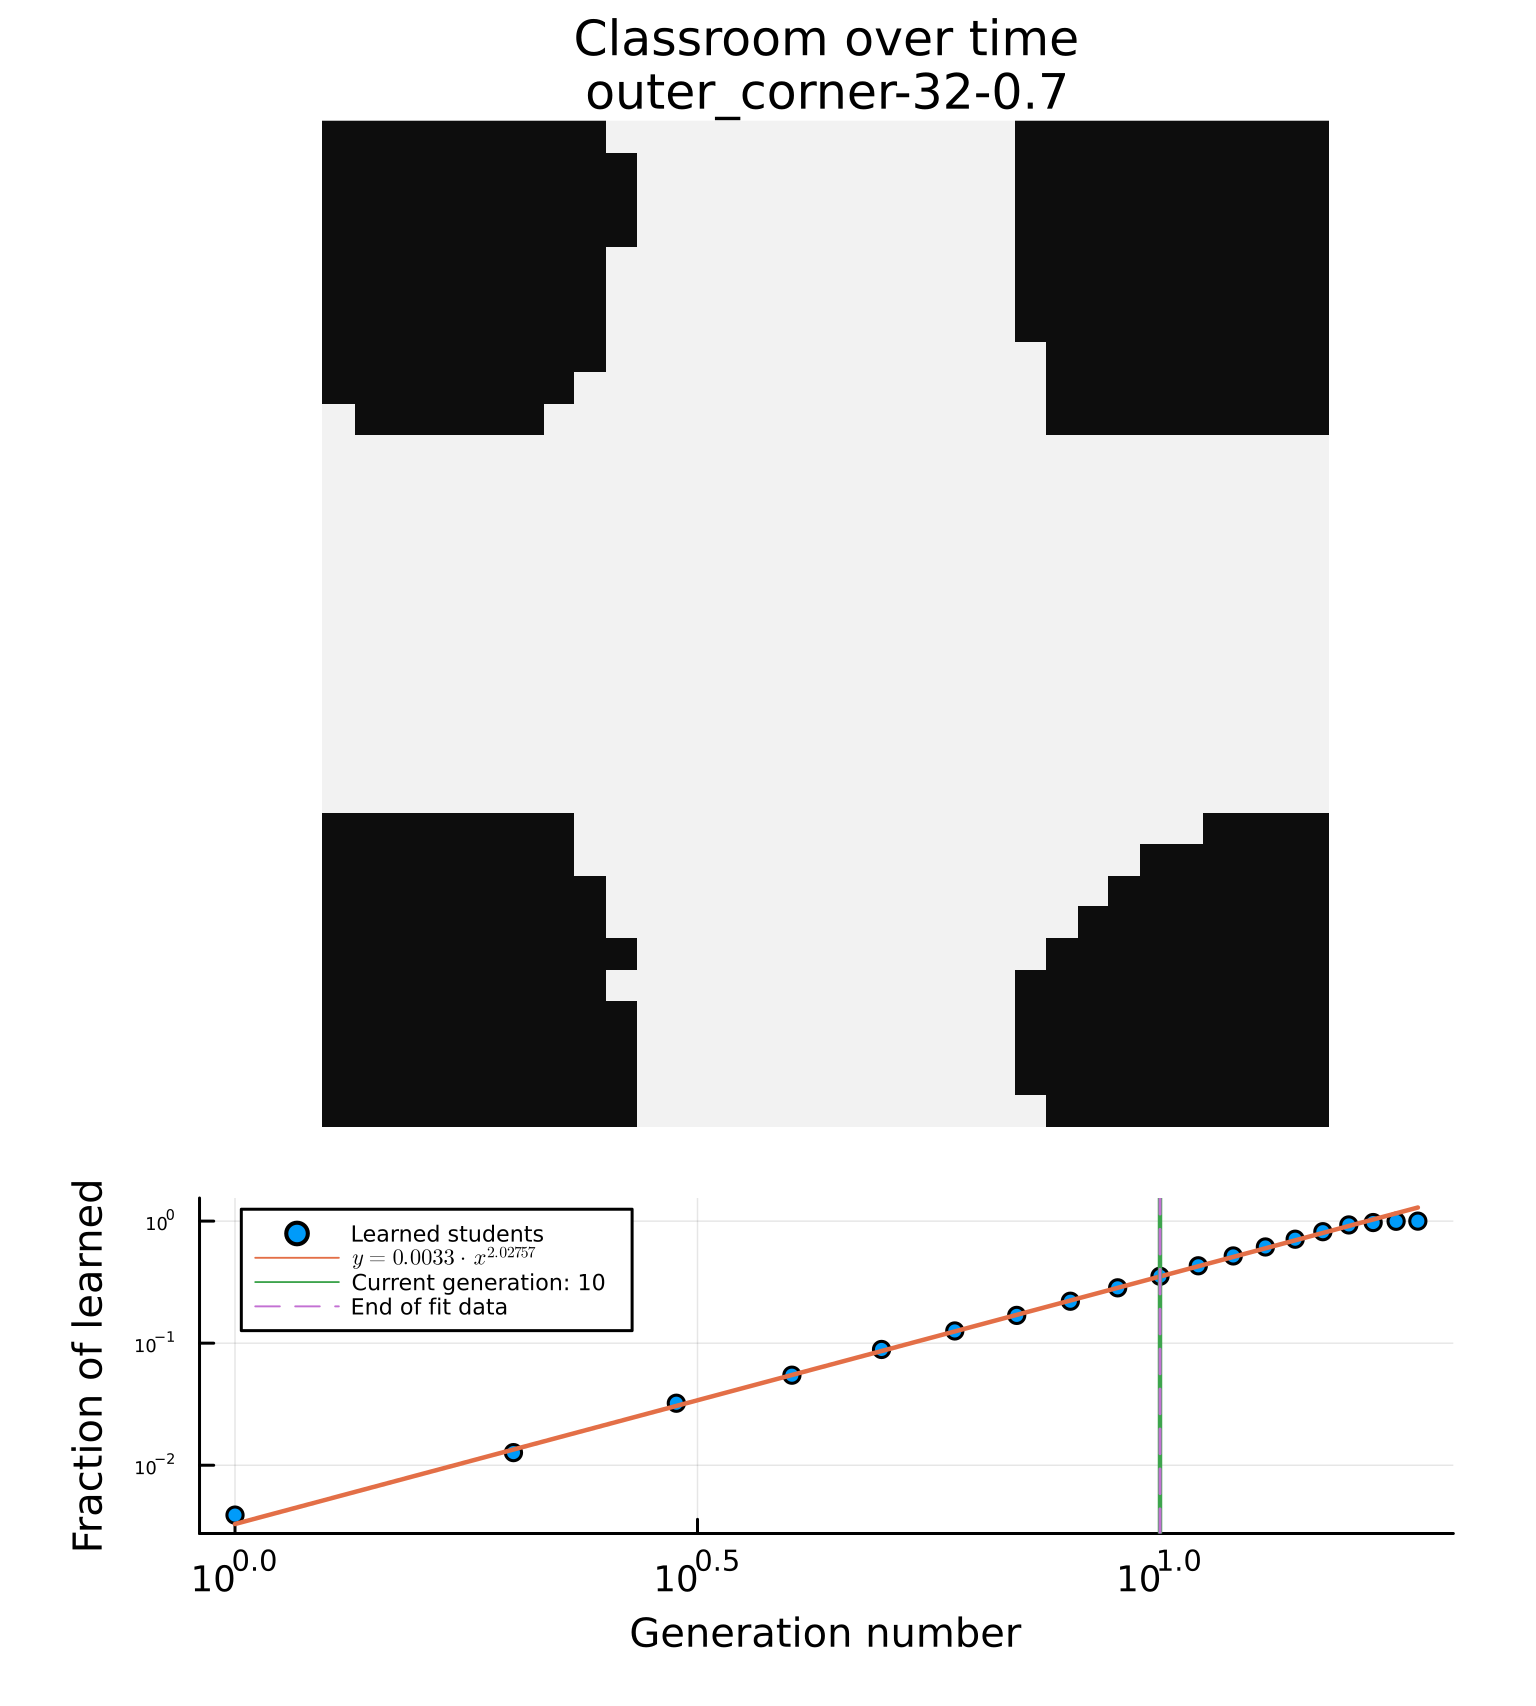 Classroom over time
outer_corner-32-0.7
Fraction of learned
10^0
10^-1
10^-2
Learned students
y = 0.0033 · x^2.02757
Current generation: 10
End of fit data
10^0.0 10^0.5 10^1.0
Generation number